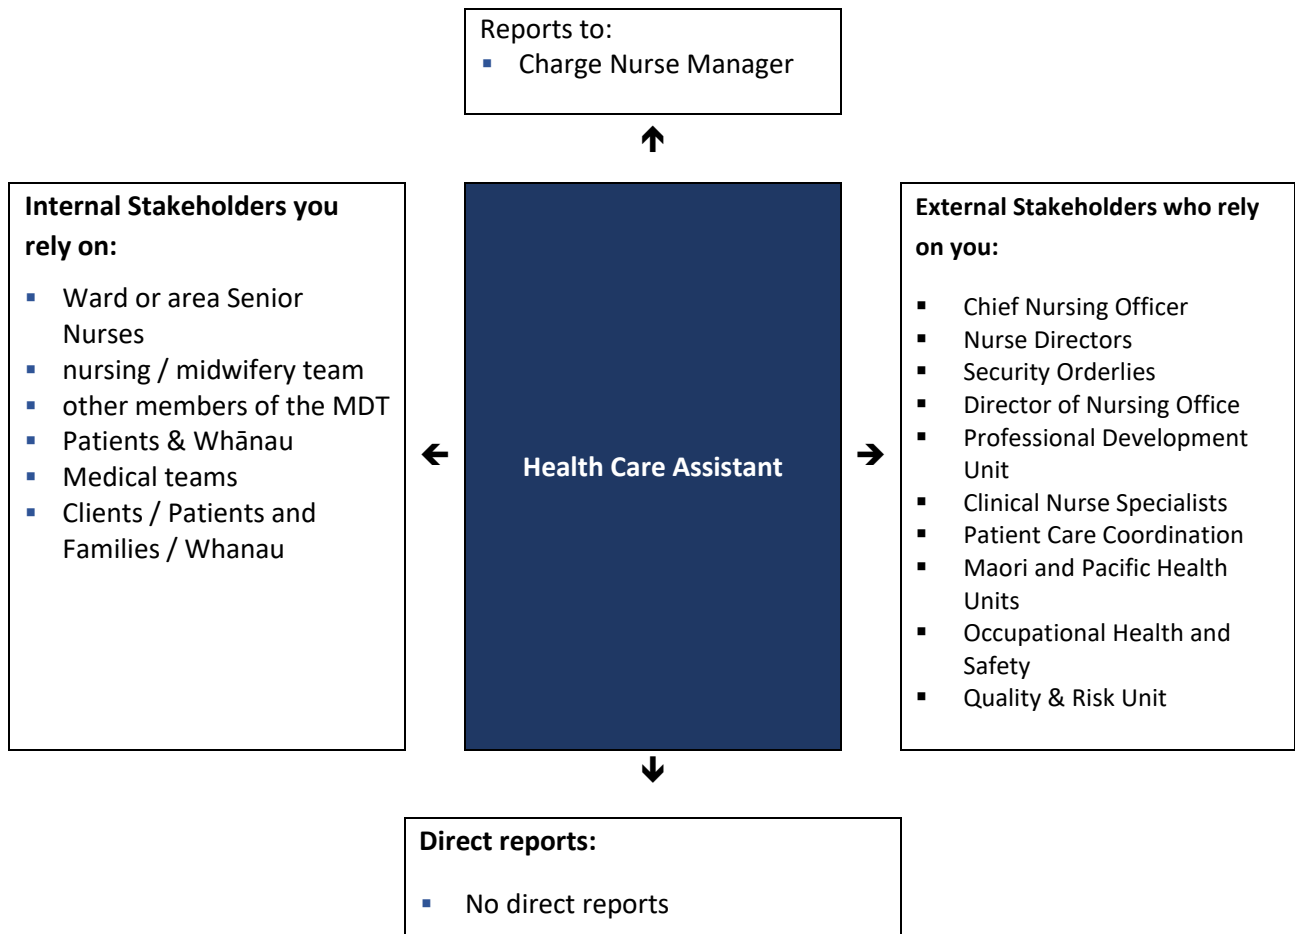 Reports to:
▪ Charge Nurse Manager
Internal Stakeholders you
rely on:
▪ Ward or area Senior
Nurses
▪ nursing / midwifery team
▪ other members of the MDT
▪ Patients & Whānau
▪ Medical teams
▪ Clients / Patients and
Families / Whanau
Health Care Assistant
External Stakeholders who rely
on you:
▪ Chief Nursing Officer
▪ Nurse Directors
▪ Security Orderlies
▪ Director of Nursing Office
▪ Professional Development
Unit
▪ Clinical Nurse Specialists
▪ Patient Care Coordination
▪ Maori and Pacific Health
Units
▪ Occupational Health and
Safety
▪ Quality & Risk Unit
Direct reports:
▪ No direct reports